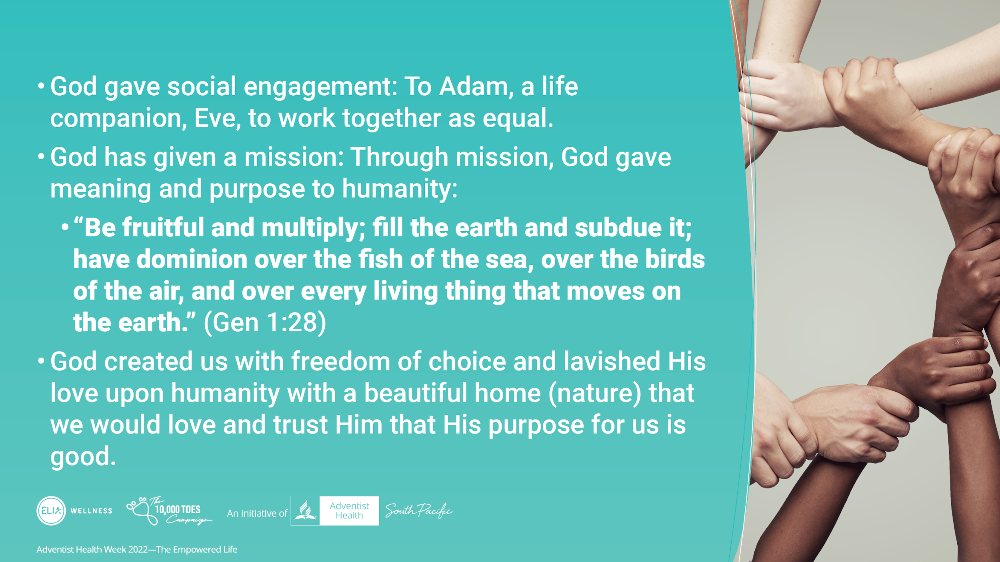 • God gave social engagement: To Adam, a life
companion, Eve, to work together as equal.
• God has given a mission: Through mission, God gave
meaning and purpose to humanity:
• “Be fruitful and multiply; fill the earth and subdue it;
have dominion over the fish of the sea, over the birds
of the air, and over every living thing that moves on
the earth.” (Gen 1:28)
• God created us with freedom of choice and lavished His
love upon humanity with a beautiful home (nature) that
we would love and trust Him that His purpose for us is
good.
ELIA WELLNESS
The
10,000 TOES
Campaign
An initiative of
Adventist
Health
South Pacific
Adventist Health Week 2022—The Empowered Life